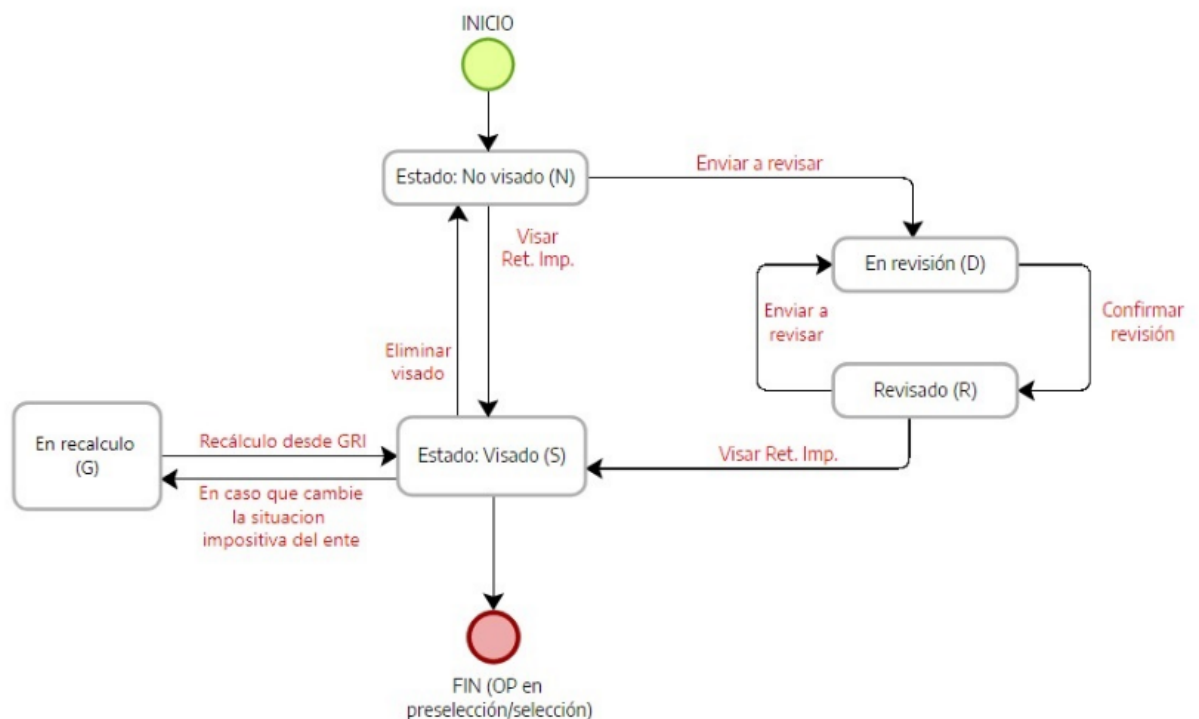 INICIO
Estado: No visado (N)
Enviar a revisar
Visar
Ret. Imp.
En revisión (D)
Enviar a
revisar
Confirmar
revisión
Eliminar
visado
Revisado (R)
En recalculo
(G)
Recálculo desde GRI
Estado: Visado (S)
Visar Ret. Imp.
En caso que cambie
la situacion
impositiva del ente
FIN (OP en
preselección/selección)